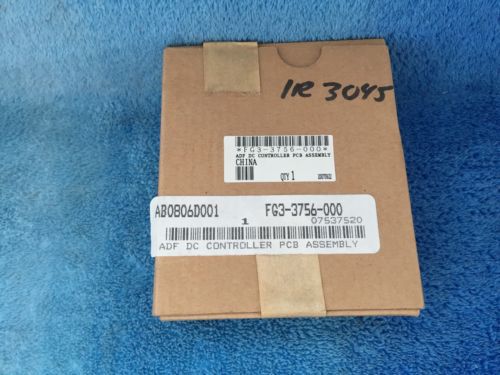 IR 3045
*FG3-3756-000*
ADF DC CONTROLLER PCB ASSEMBLY
CHINA
QTY 1
AB0806D001 1 FG3-3756-000
07537520
ADF DC CONTROLLER PCB ASSEMBLY